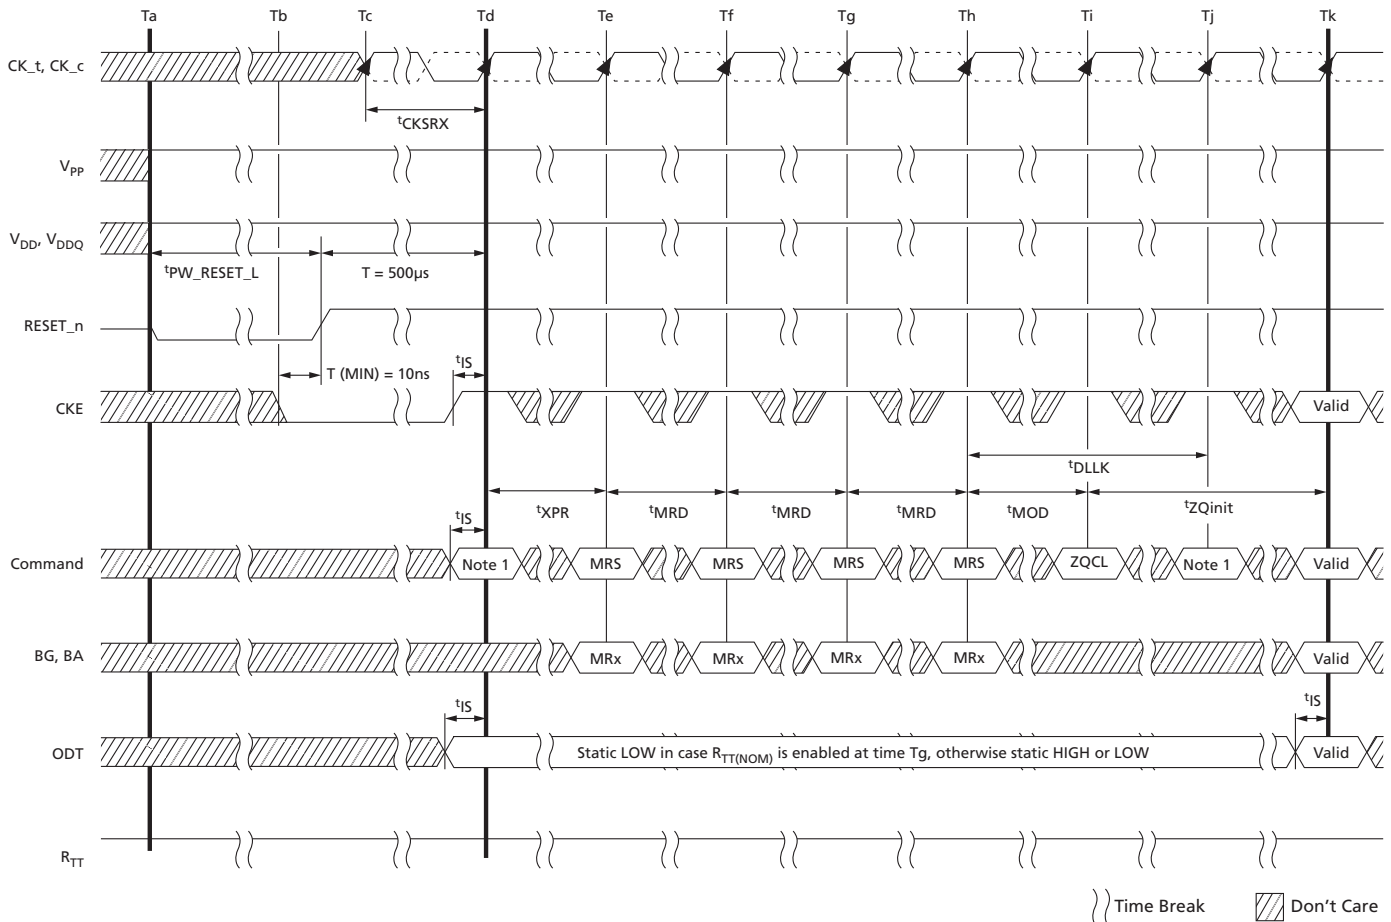 Ta Tb Tc Td Te Tf Tg Th Ti Tj Tk
CK_t, CK_c
tCKSRX
VPP
VDD, VDDQ
tPW_RESET_L T = 500µs
RESET_n
T (MIN) = 10ns tIS
CKE Valid
tDLLK
tXPR tMRD tMRD tMRD tMOD tZQinit
tIS
Command Note 1 MRS MRS MRS MRS ZQCL Note 1 Valid
BG, BA MRx MRx MRx MRx Valid
tIS tIS
ODT Static LOW in case RTT(NOM) is enabled at time Tg, otherwise static HIGH or LOW Valid
RTT
Time Break Don't Care